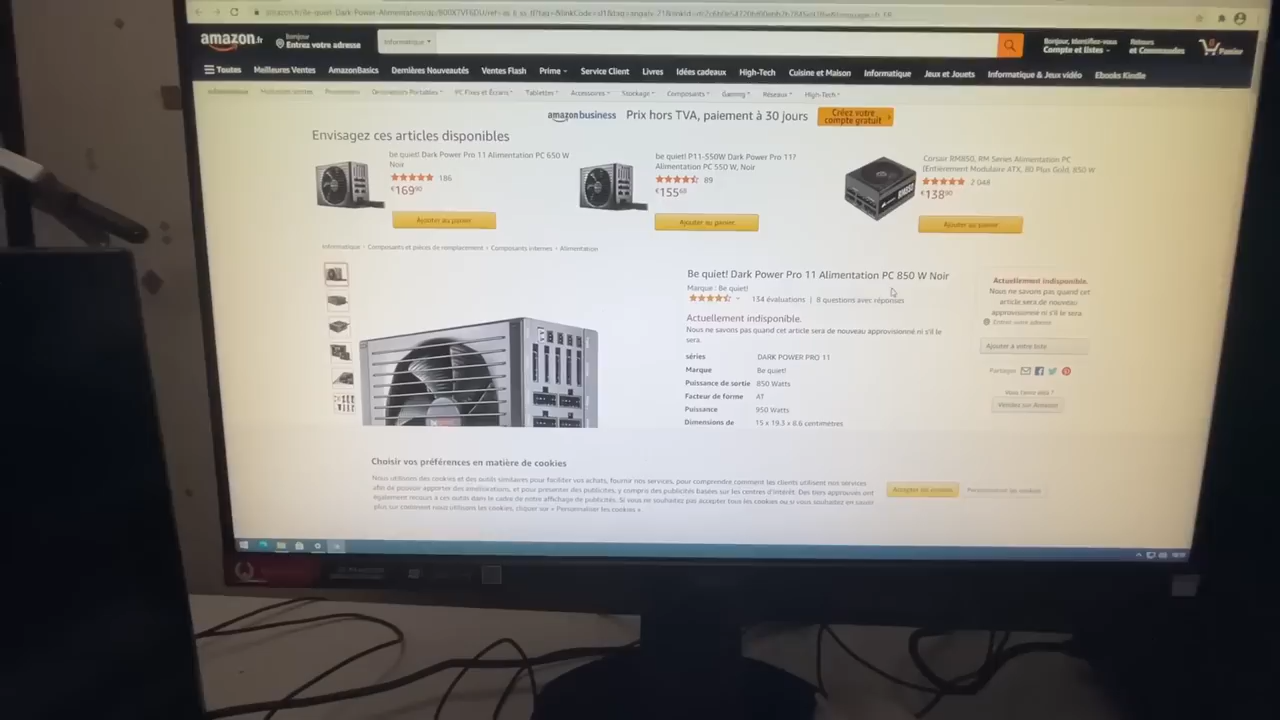 amazon.fr
Bonjour
Entrez votre adresse
Informatique
Bonjour, Identifiez-vous
Compte et listes
Retours
et Commandes
Panier
Toutes Meilleures Ventes AmazonBasics Dernières Nouveautés Ventes Flash Prime Service Client Livres Idées cadeaux High-Tech Cuisine et Maison Informatique Jeux et Jouets Informatique & Jeux vidéo Ebooks Kindle
Informatique Meilleures ventes Promotions Ordinateurs Portables PC Fixes et Écrans Tablettes Accessoires Stockage Composants Gaming Réseaux High-Tech
amazonbusiness Prix hors TVA, paiement à 30 jours
Créez votre
compte gratuit
Envisagez ces articles disponibles
be quiet! Dark Power Pro 11 Alimentation PC 650 W
Noir
186
€169
Ajouter au panier
be quiet! P11-550W Dark Power Pro 11?
Alimentation PC 550 W, Noir
89
€155
Ajouter au panier
Corsair RM850, RM Series Alimentation PC
(Entièrement Modulaire ATX, 80 Plus Gold, 850 W
2 048
€138
Ajouter au panier
Informatique › Composants et pièces de remplacement › Composants internes › Alimentation
Be quiet! Dark Power Pro 11 Alimentation PC 850 W Noir
Marque : Be quiet!
134 évaluations | 8 questions avec réponses
Actuellement indisponible.
Nous ne savons pas quand cet article sera de nouveau approvisionné ni s'il le
sera.
séries DARK POWER PRO 11
Marque Be quiet!
Puissance de sortie 850 Watts
Facteur de forme AT
Puissance 950 Watts
Dimensions de 15 x 19.3 x 8.6 centimètres
Actuellement indisponible.
Nous ne savons pas quand cet
article sera de nouveau
approvisionné ni s'il le sera.
Entrez votre adresse
Ajouter à votre liste
Partager
Vous l'avez déjà ?
Vendez sur Amazon
Choisir vos préférences en matière de cookies
Nous utilisons des cookies et des outils similaires pour faciliter vos achats, fournir nos services, pour comprendre comment les clients utilisent nos services
afin de pouvoir apporter des améliorations, et pour présenter des publicités, y compris des publicités basées sur les centres d'intérêt. Des tiers approuvés ont
également recours à ces outils dans le cadre de notre affichage de publicités. Si vous ne souhaitez pas accepter tous les cookies ou si vous souhaitez en savoir
plus sur comment nous utilisons les cookies, cliquer sur « Personnaliser les cookies ».
Accepter les cookies
Personnaliser les cookies